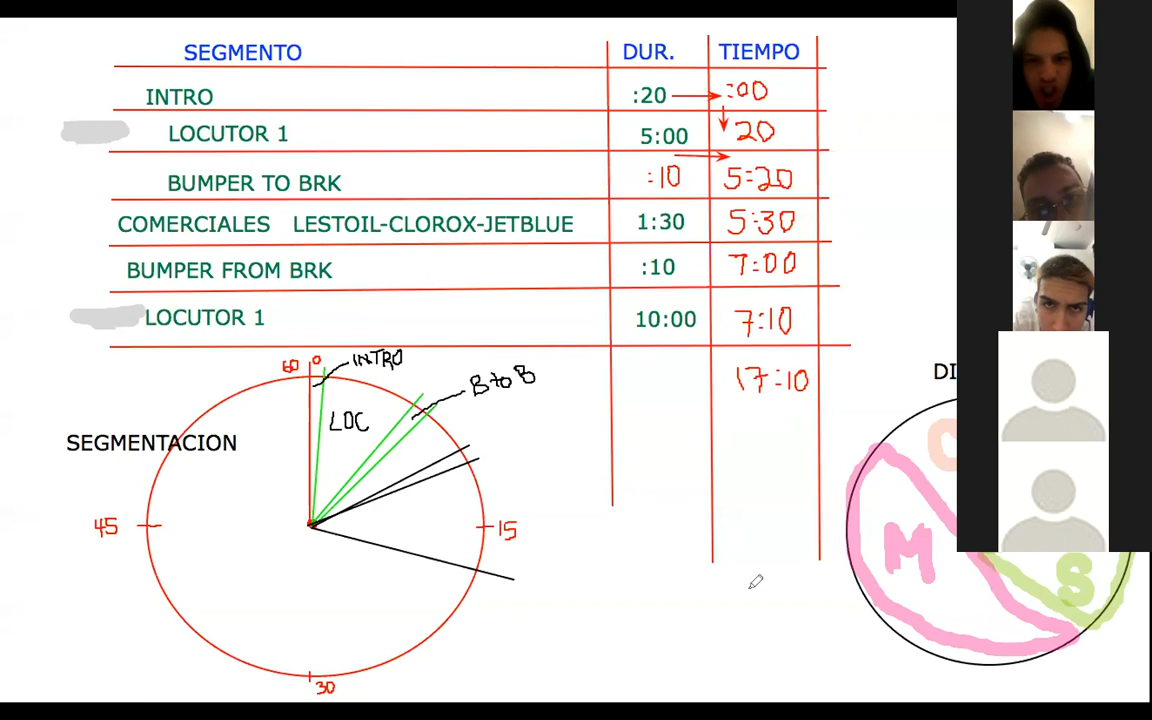 SEGMENTO DUR. TIEMPO
INTRO :20 :00
LOCUTOR 1 5:00 20
BUMPER TO BRK :10 5:20
COMERCIALES LESTOIL-CLOROX-JETBLUE 1:30 5:30
BUMPER FROM BRK :10 7:00
LOCUTOR 1 10:00 7:10
17:10
60 0 INTRO
B to B
LOC
DI
SEGMENTACION
45
15
30
M
S